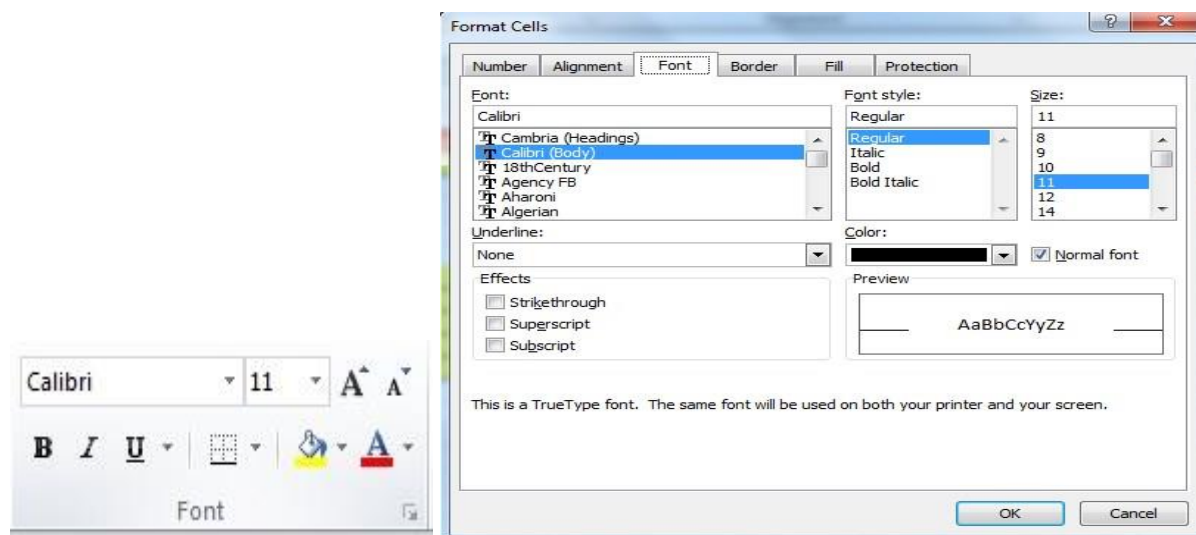 Format Cells
Number Alignment Font Border Fill Protection
Font: Font style: Size:
Calibri Regular 11
Cambria (Headings) Regular 8
Calibri (Body) Italic 9
18thCentury Bold 10
Agency FB Bold Italic 11
Aharoni 12
Algerian 14
Underline: Color:
None Normal font
Effects Preview
Strikethrough
Superscript AaBbCcYyZz
Subscript
This is a TrueType font. The same font will be used on both your printer and your screen.
OK Cancel
Calibri 11 A A
B I U A
Font